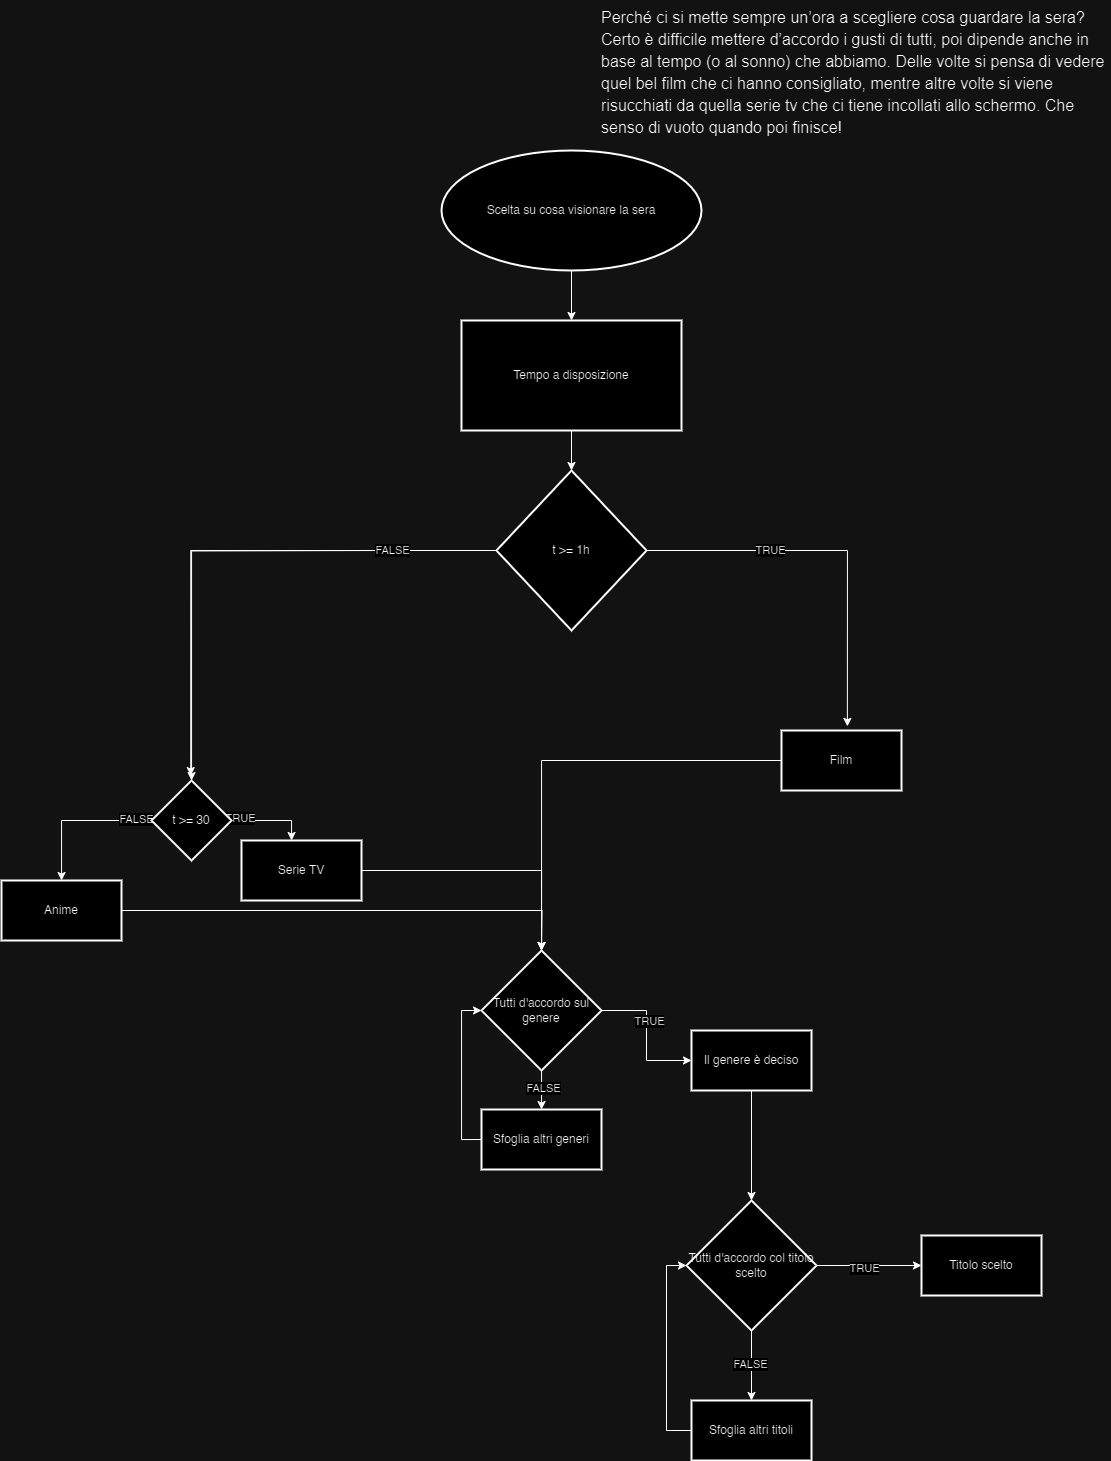 Perché ci si mette sempre un’ora a scegliere cosa guardare la sera?
Certo è difficile mettere d’accordo i gusti di tutti, poi dipende anche in
base al tempo (o al sonno) che abbiamo. Delle volte si pensa di vedere
quel bel film che ci hanno consigliato, mentre altre volte si viene
risucchiati da quella serie tv che ci tiene incollati allo schermo. Che
senso di vuoto quando poi finisce!
Scelta su cosa visionare la sera
Tempo a disposizione
t >= 1h
FALSE
TRUE
Film
t >= 30
FALSE
TRUE
Serie TV
Anime
Tutti d'accordo sul
genere
TRUE
Il genere è deciso
FALSE
Sfoglia altri generi
Tutti d'accordo col titolo
scelto
TRUE
Titolo scelto
FALSE
Sfoglia altri titoli